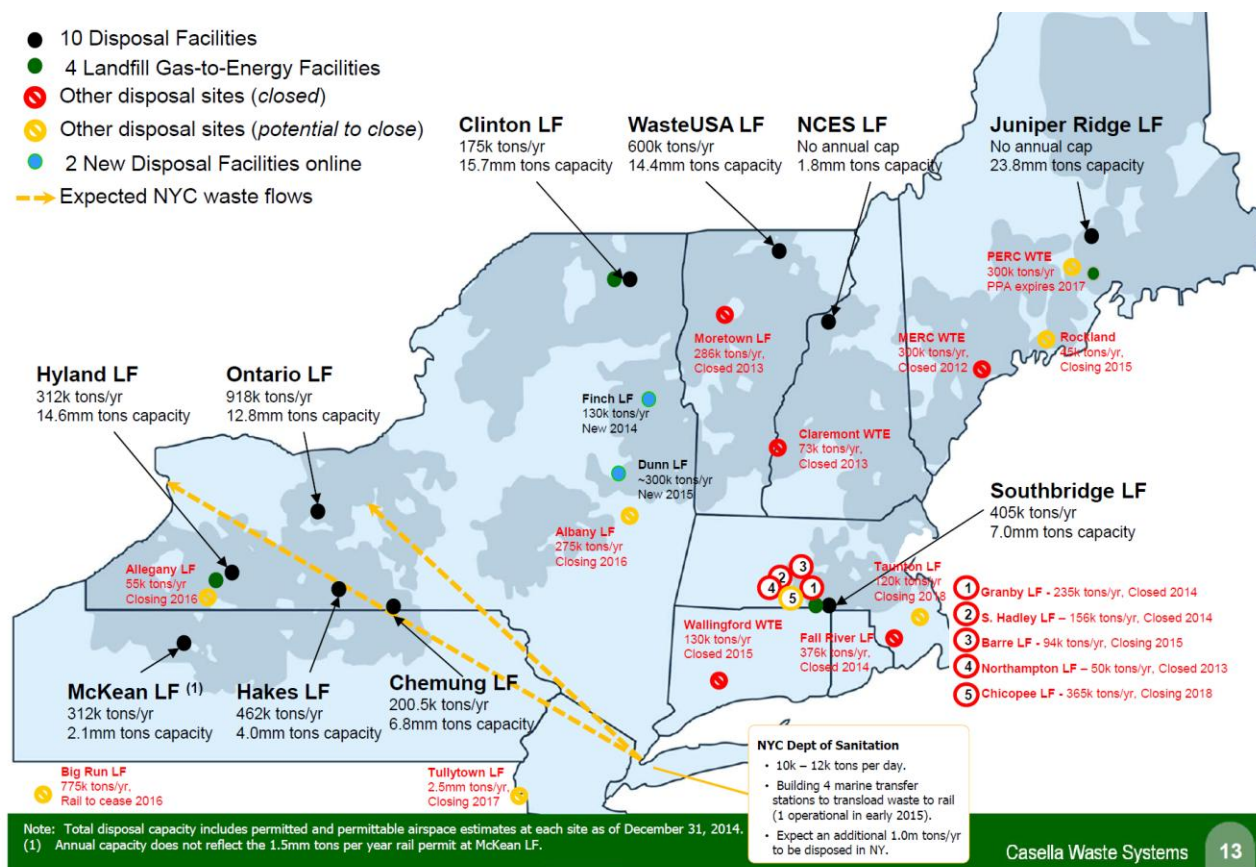 10 Disposal Facilities
4 Landfill Gas-to-Energy Facilities
Other disposal sites (closed)
Other disposal sites (potential to close)
2 New Disposal Facilities online
Expected NYC waste flows
Clinton LF
175k tons/yr
15.7mm tons capacity
WasteUSA LF
600k tons/yr
14.4mm tons capacity
NCES LF
No annual cap
1.8mm tons capacity
Juniper Ridge LF
No annual cap
23.8mm tons capacity
PERC WTE
300k tons/yr
PPA expires 2017
Moretown LF
286k tons/yr,
Closed 2013
MERC WTE
300k tons/yr,
Closed 2012
Rockland
45k tons/yr,
Closing 2015
Hyland LF
312k tons/yr
14.6mm tons capacity
Ontario LF
918k tons/yr
12.8mm tons capacity
Finch LF
130k tons/yr
New 2014
Dunn LF
~300k tons/yr
New 2015
Claremont WTE
73k tons/yr,
Closed 2013
Albany LF
275k tons/yr
Closing 2016
Southbridge LF
405k tons/yr
7.0mm tons capacity
Allegany LF
55k tons/yr
Closing 2016
3
2
4
1
5
Taunton LF
120k tons/yr
Closing 2018
1 Granby LF - 235k tons/yr, Closed 2014
2 S. Hadley LF – 156k tons/yr, Closed 2014
3 Barre LF - 94k tons/yr, Closing 2015
4 Northampton LF – 50k tons/yr, Closed 2013
5 Chicopee LF - 365k tons/yr, Closing 2018
Wallingford WTE
130k tons/yr
Closed 2015
Fall River LF
376k tons/yr,
Closed 2014
McKean LF (1)
312k tons/yr
2.1mm tons capacity
Hakes LF
462k tons/yr
4.0mm tons capacity
Chemung LF
200.5k tons/yr
6.8mm tons capacity
Big Run LF
775k tons/yr,
Rail to cease 2016
Tullytown LF
2.5mm tons/yr,
Closing 2017
NYC Dept of Sanitation
• 10k – 12k tons per day.
• Building 4 marine transfer
stations to transload waste to rail
(1 operational in early 2015).
• Expect an additional 1.0m tons/yr
to be disposed in NY.
Note: Total disposal capacity includes permitted and permittable airspace estimates at each site as of December 31, 2014.
(1) Annual capacity does not reflect the 1.5mm tons per year rail permit at McKean LF.
Casella Waste Systems 13